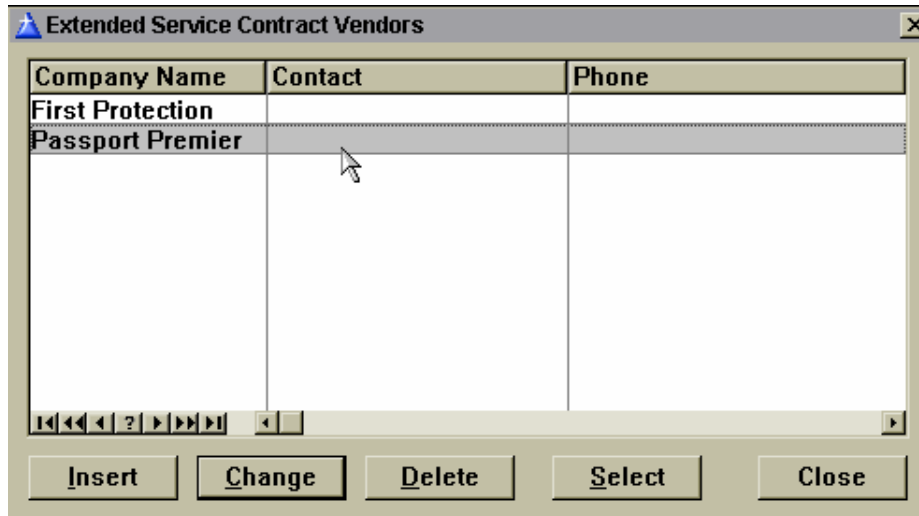 Extended Service Contract Vendors
Company Name Contact Phone
First Protection
Passport Premier
?
Insert Change Delete Select Close